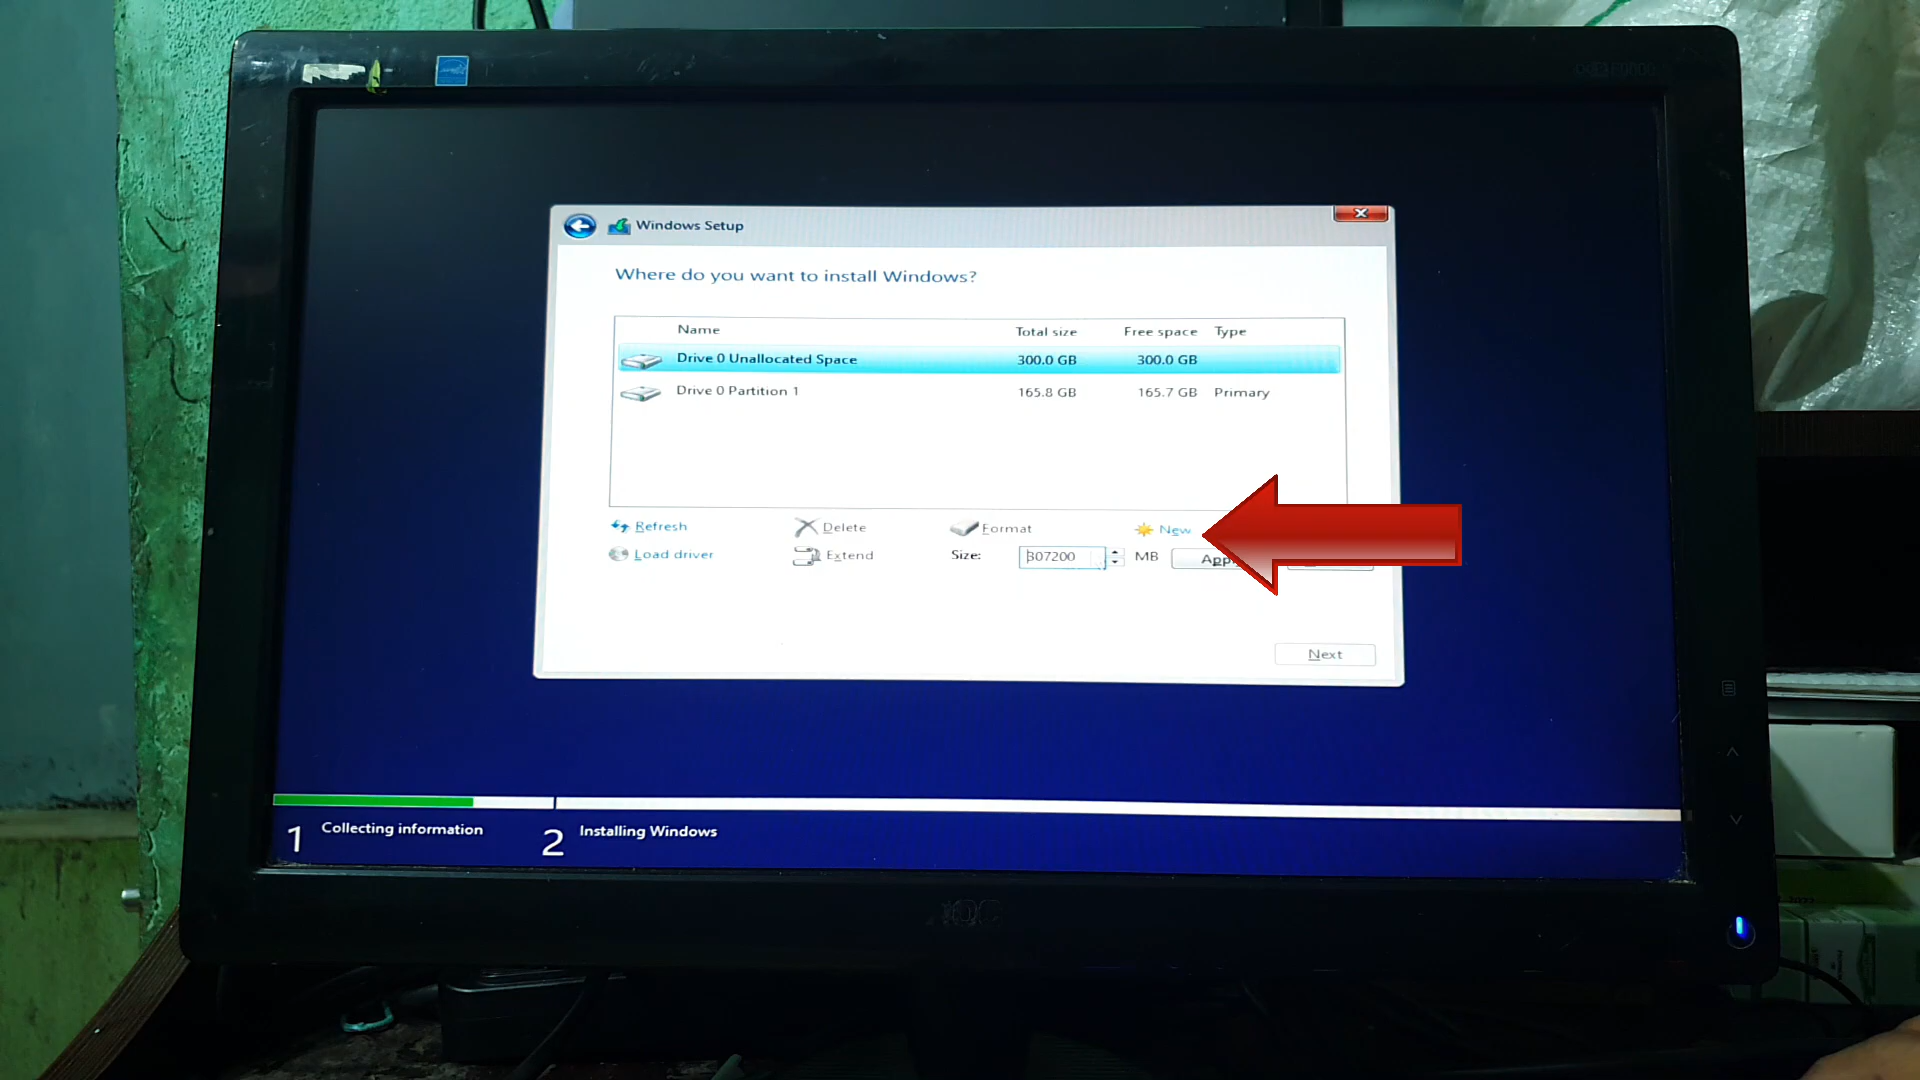 Windows Setup
Where do you want to install Windows?
Name Total size Free space Type
Drive 0 Unallocated Space 300.0 GB 300.0 GB
Drive 0 Partition 1 165.8 GB 165.7 GB Primary
Refresh Delete Format New
Load driver Extend Size: 307200 MB
Next
1 Collecting information 2 Installing Windows
AOC